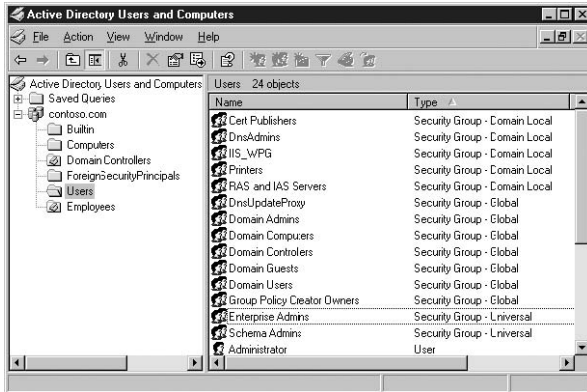 Active Directory Users and Computers
File Action View Window Help
Active Directory Users and Computers
Saved Queries
contoso.com
Builtin
Computers
Domain Controllers
ForeignSecurityPrincipals
Users
Employees
Users 24 objects
Name Type
Cert Publishers Security Group - Domain Local
DnsAdmins Security Group - Domain Local
IIS_WPG Security Group - Domain Local
Printers Security Group - Domain Local
RAS and IAS Servers Security Group - Domain Local
DnsUpdateProxy Security Group - Global
Domain Admins Security Group - Global
Domain Computers Security Group - Global
Domain Controllers Security Group - Global
Domain Guests Security Group - Global
Domain Users Security Group - Global
Group Policy Creator Owners Security Group - Global
Enterprise Admins Security Group - Universal
Schema Admins Security Group - Universal
Administrator User